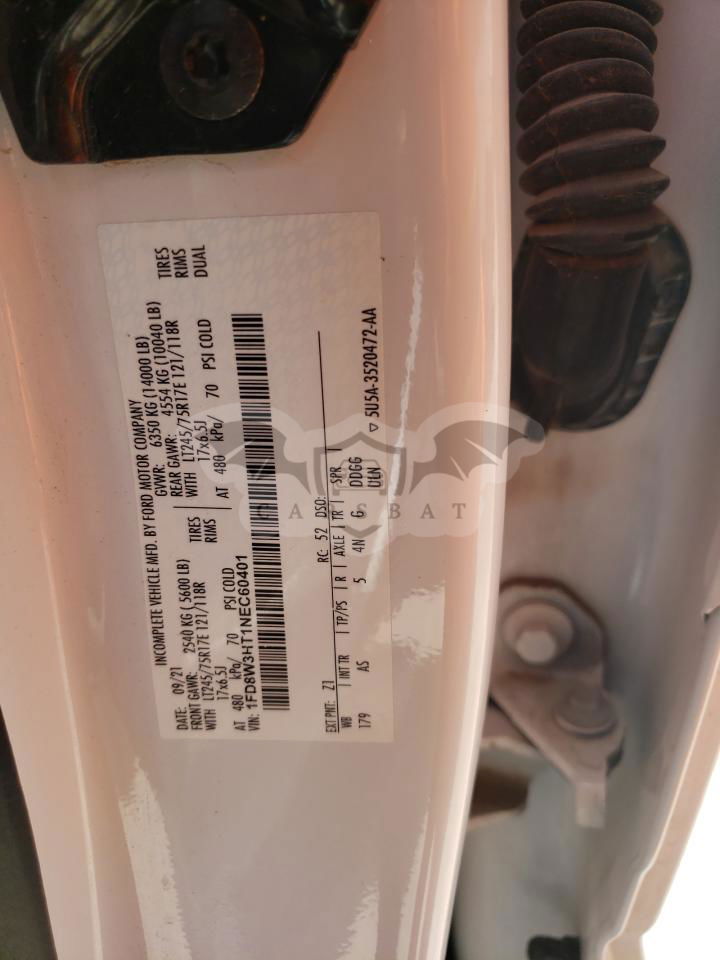 INCOMPLETE VEHICLE MFD. BY FORD MOTOR COMPANY
DATE: 09/21 GVWR: 6350 KG (14000 LB)
FRONT GAWR: 2540 KG ( 5600 LB) REAR GAWR: 4554 KG (10040 LB)
WITH LT245/75R17E 121/118R TIRES WITH LT245/75R17E 121/118R TIRES
17x6.5J RIMS 17x6.5J RIMS
AT 480 kPa/ 70 PSI COLD AT 480 kPa/ 70 PSI COLD DUAL
VIN: 1FD8W3HT1NEC60401
EXT PNT: Z1 RC: 52 DSO:
WB INT TR TP/PS R AXLE TR SPR
179 AS 5 4N G DDGG
ULN
▽ 5U5A-3520472-AA
CARSBAT